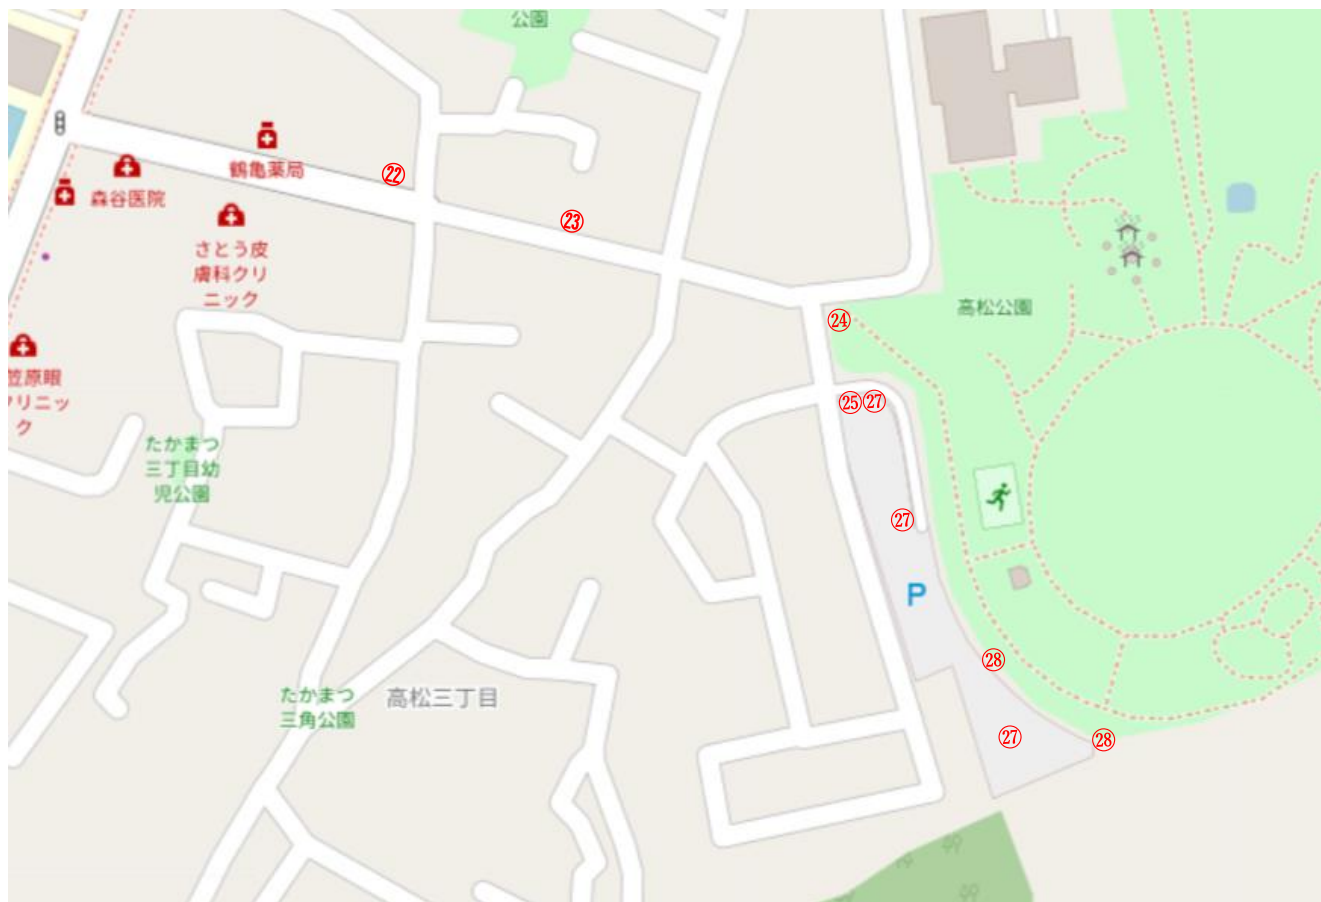 公園
鶴亀薬局
㉒
森谷医院
㉓
さとう皮
膚科クリ
ニック
高松公園
㉔
笠原眼
クリニッ
ク
㉕
㉗
たかまつ
三丁目幼
児公園
㉗
P
㉘
たかまつ
三角公園
高松三丁目
㉗
㉘